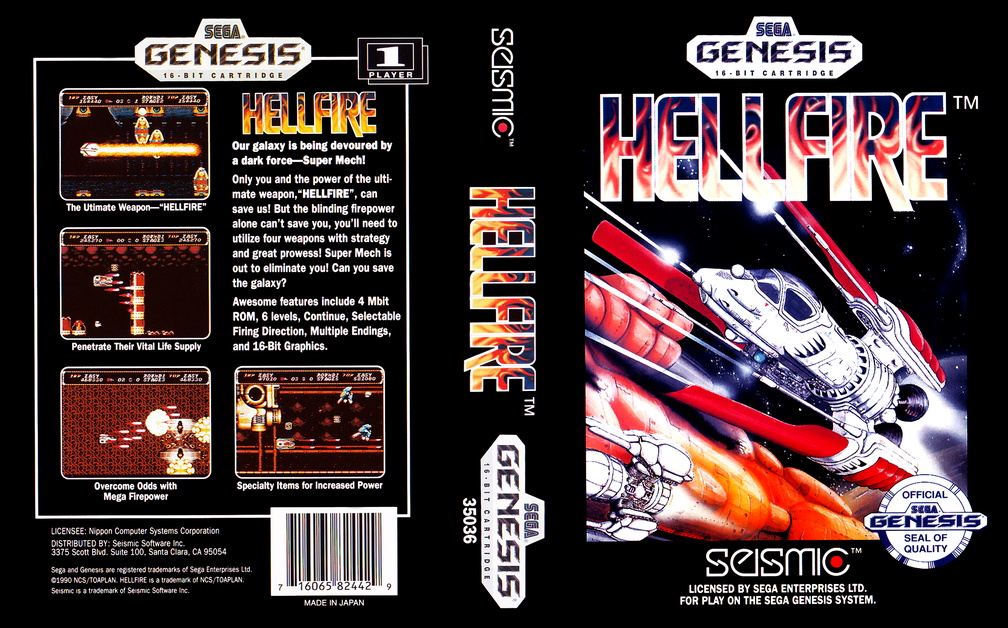 SEGA
GENESIS
16-BIT CARTRIDGE
1
PLAYER
HELLFIRE
Our galaxy is being devoured by
a dark force—Super Mech!
Only you and the power of the ulti-
mate weapon,"HELLFIRE", can
save us! But the blinding firepower
alone can't save you, you'll need to
utilize four weapons with strategy
and great prowess! Super Mech is
out to eliminate you! Can you save
the galaxy?
Awesome features include 4 Mbit
ROM, 6 levels, Continue, Selectable
Firing Direction, Multiple Endings,
and 16-Bit Graphics.
The Utimate Weapon—"HELLFIRE"
Penetrate Their Vital Life Supply
Overcome Odds with
Mega Firepower
Specialty Items for Increased Power
LICENSEE: Nippon Computer Systems Corporation
DISTRIBUTED BY: Seismic Software Inc.
3375 Scott Blvd. Suite 100, Santa Clara, CA 95054
Sega and Genesis are registered trademarks of Sega Enterprises Ltd.
©1990 NCS/TOAPLAN. HELLFIRE is a trademark of NCS/TOAPLAN.
Seismic is a trademark of Seismic Software Inc.
7 16065 82442 9
MADE IN JAPAN
seismic™
HELLFIRE™
35036
SEGA
GENESIS
16-BIT CARTRIDGE
SEGA
GENESIS
16-BIT CARTRIDGE
HELLFIRE™
OFFICIAL
SEGA
GENESIS
SEAL OF
QUALITY
seismic™
LICENSED BY SEGA ENTERPRISES LTD.
FOR PLAY ON THE SEGA GENESIS SYSTEM.